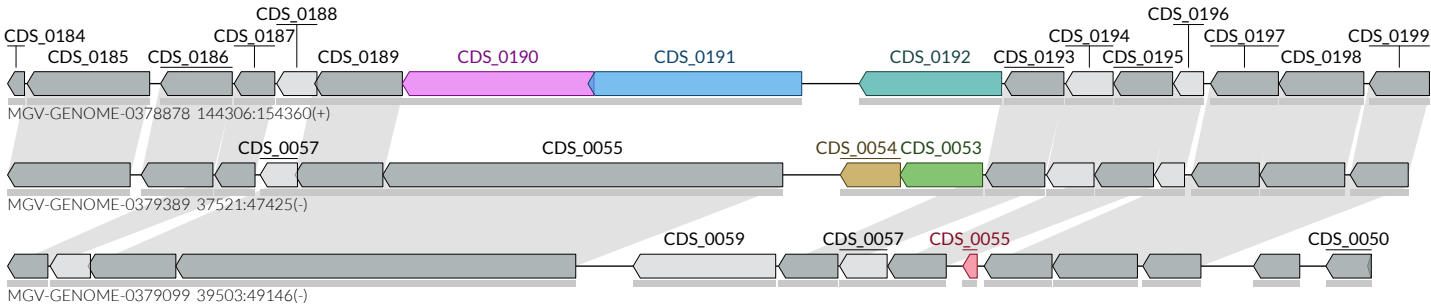 CDS_0188 CDS_0196
CDS_0184 CDS_0187 CDS_0194 CDS_0197 CDS_0199
CDS_0185 CDS_0186 CDS_0189 CDS_0190 CDS_0191 CDS_0192 CDS_0193 CDS_0195 CDS_0198
MGV-GENOME-0378878 144306:154360(+)
CDS_0057 CDS_0055 CDS_0054 CDS_0053
MGV-GENOME-0379389 37521:47425(-)
CDS_0059 CDS_0057 CDS_0055 CDS_0050
MGV-GENOME-0379099 39503:49146(-)